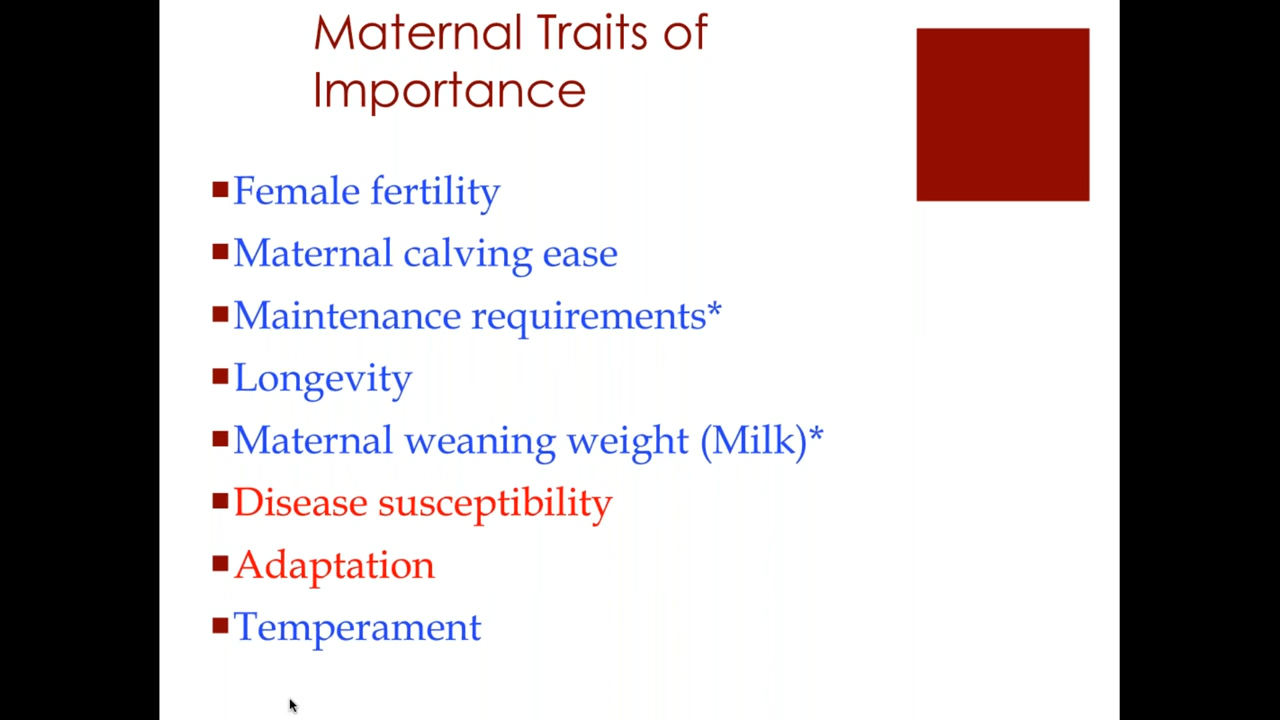 Maternal Traits of
Importance
Female fertility
Maternal calving ease
Maintenance requirements*
Longevity
Maternal weaning weight (Milk)*
Disease susceptibility
Adaptation
Temperament